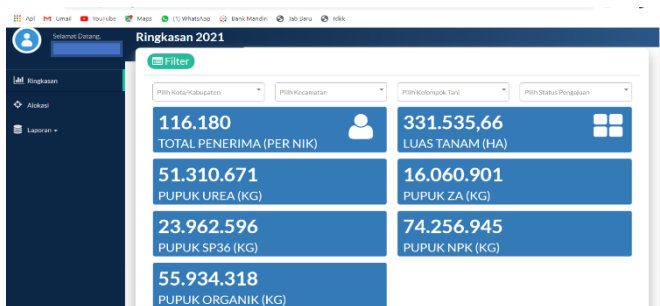 Apl Gmail YouTube Maps (1) WhatsApp Bank Mandiri lab baru rdkk
Selamat Datang,
Ringkasan 2021
Filter
Ringkasan
Alokasi
Laporan
Pilih Kota/Kabupaten Pilih Kecamatan Pilih Kelompok Tani Pilih Status Pengajuan
116.180
TOTAL PENERIMA (PER NIK)
331.535,66
LUAS TANAM (HA)
51.310.671
PUPUK UREA (KG)
16.060.901
PUPUK ZA (KG)
23.962.596
PUPUK SP36 (KG)
74.256.945
PUPUK NPK (KG)
55.934.318
PUPUK ORGANIK (KG)